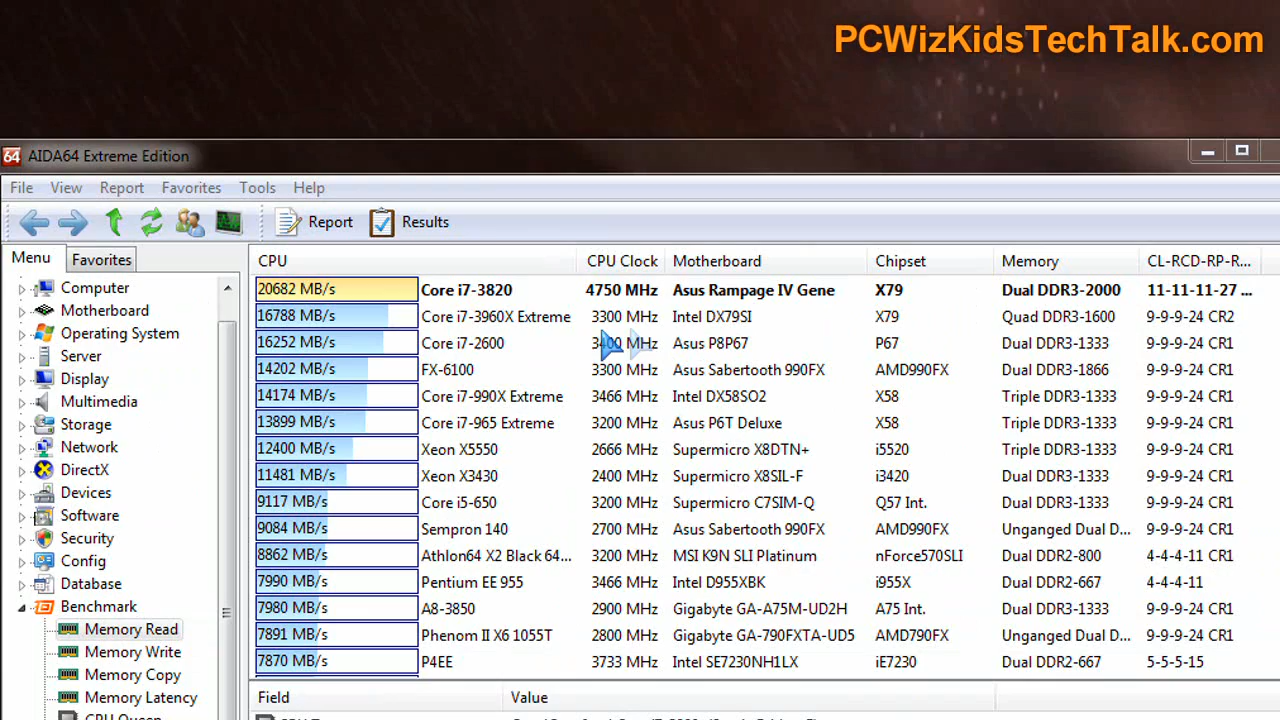 PCWizKidsTechTalk.com
AIDA64 Extreme Edition
File View Report Favorites Tools Help
Report Results
Menu Favorites
Computer
Motherboard
Operating System
Server
Display
Multimedia
Storage
Network
DirectX
Devices
Software
Security
Config
Database
Benchmark
Memory Read
Memory Write
Memory Copy
Memory Latency
CPU Queen
CPU CPU Clock Motherboard Chipset Memory CL-RCD-RP-R...
20682 MB/s Core i7-3820 4750 MHz Asus Rampage IV Gene X79 Dual DDR3-2000 11-11-11-27 ...
16788 MB/s Core i7-3960X Extreme 3300 MHz Intel DX79SI X79 Quad DDR3-1600 9-9-9-24 CR2
16252 MB/s Core i7-2600 3400 MHz Asus P8P67 P67 Dual DDR3-1333 9-9-9-24 CR1
14202 MB/s FX-6100 3300 MHz Asus Sabertooth 990FX AMD990FX Dual DDR3-1866 9-9-9-24 CR1
14174 MB/s Core i7-990X Extreme 3466 MHz Intel DX58SO2 X58 Triple DDR3-1333 9-9-9-24 CR1
13899 MB/s Core i7-965 Extreme 3200 MHz Asus P6T Deluxe X58 Triple DDR3-1333 9-9-9-24 CR1
12400 MB/s Xeon X5550 2666 MHz Supermicro X8DTN+ i5520 Triple DDR3-1333 9-9-9-24 CR1
11481 MB/s Xeon X3430 2400 MHz Supermicro X8SIL-F i3420 Dual DDR3-1333 9-9-9-24 CR1
9117 MB/s Core i5-650 3200 MHz Supermicro C7SIM-Q Q57 Int. Dual DDR3-1333 9-9-9-24 CR1
9084 MB/s Sempron 140 2700 MHz Asus Sabertooth 990FX AMD990FX Unganged Dual D... 9-9-9-24 CR1
8862 MB/s Athlon64 X2 Black 64... 3200 MHz MSI K9N SLI Platinum nForce570SLI Dual DDR2-800 4-4-4-11 CR1
7990 MB/s Pentium EE 955 3466 MHz Intel D955XBK i955X Dual DDR2-667 4-4-4-11
7980 MB/s A8-3850 2900 MHz Gigabyte GA-A75M-UD2H A75 Int. Dual DDR3-1333 9-9-9-24 CR1
7891 MB/s Phenom II X6 1055T 2800 MHz Gigabyte GA-790FXTA-UD5 AMD790FX Unganged Dual D... 9-9-9-24 CR1
7870 MB/s P4EE 3733 MHz Intel SE7230NH1LX iE7230 Dual DDR2-667 5-5-5-15
Field Value